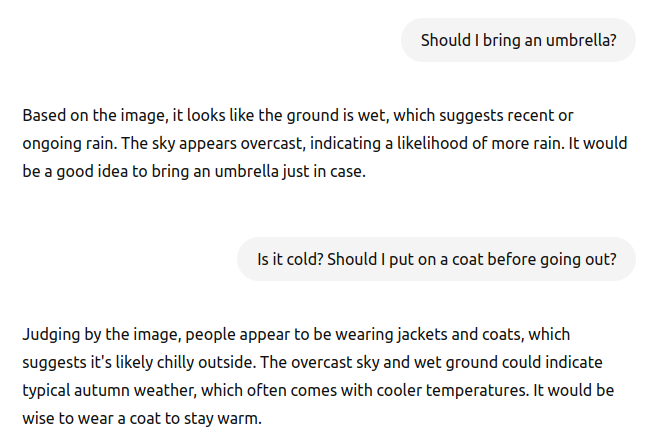 Should I bring an umbrella?
Based on the image, it looks like the ground is wet, which suggests recent or
ongoing rain. The sky appears overcast, indicating a likelihood of more rain. It would
be a good idea to bring an umbrella just in case.
Is it cold? Should I put on a coat before going out?
Judging by the image, people appear to be wearing jackets and coats, which
suggests it's likely chilly outside. The overcast sky and wet ground could indicate
typical autumn weather, which often comes with cooler temperatures. It would be
wise to wear a coat to stay warm.